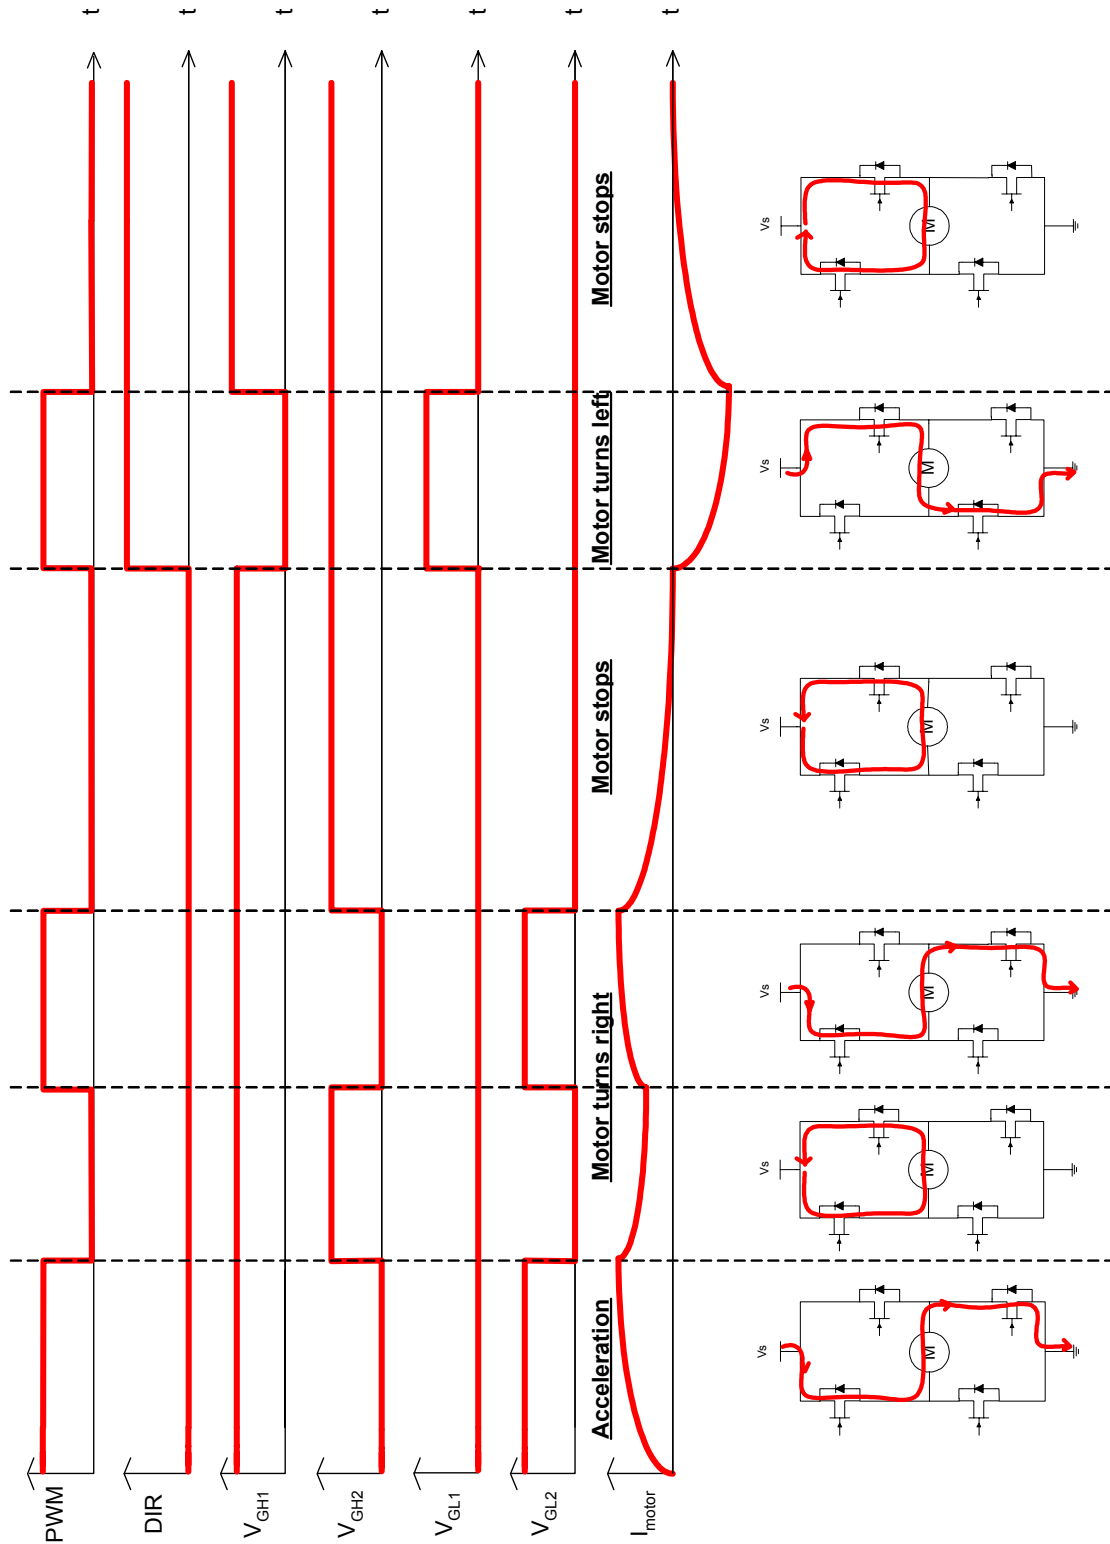 PWM
t
DIR
t
VGH1
t
VGH2
t
VGL1
t
VGL2
t
Acceleration
Motor turns right
Motor stops
Motor turns left
Motor stops
Imotor
t
Vs
Vs
Vs
Vs
Vs
Vs
M
M
M
M
M
M